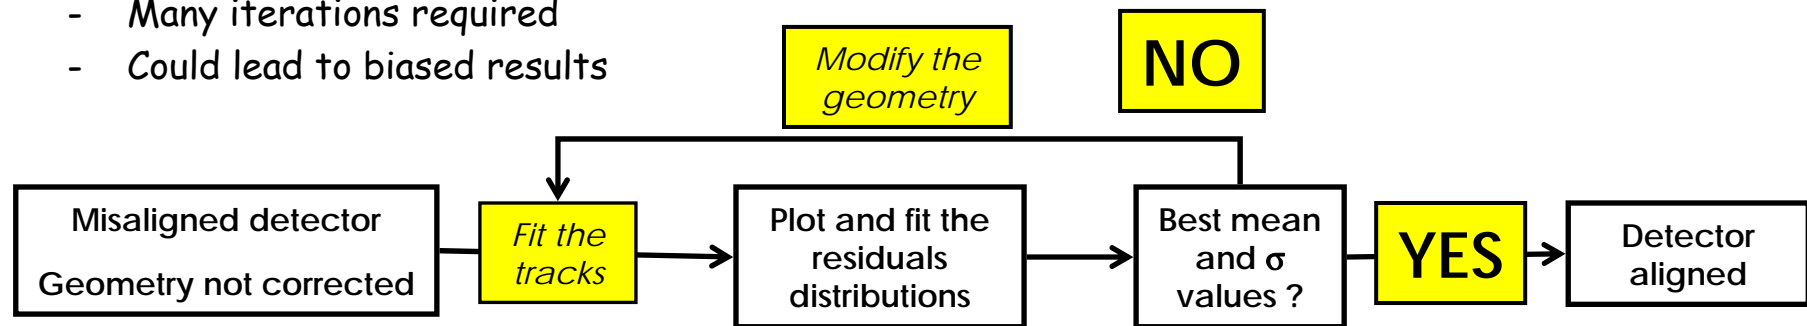 - Many iterations required
- Could lead to biased results
Modify the
geometry
NO
Misaligned detector
Geometry not corrected
Fit the
tracks
Plot and fit the
residuals
distributions
Best mean
and σ
values ?
YES
Detector
aligned